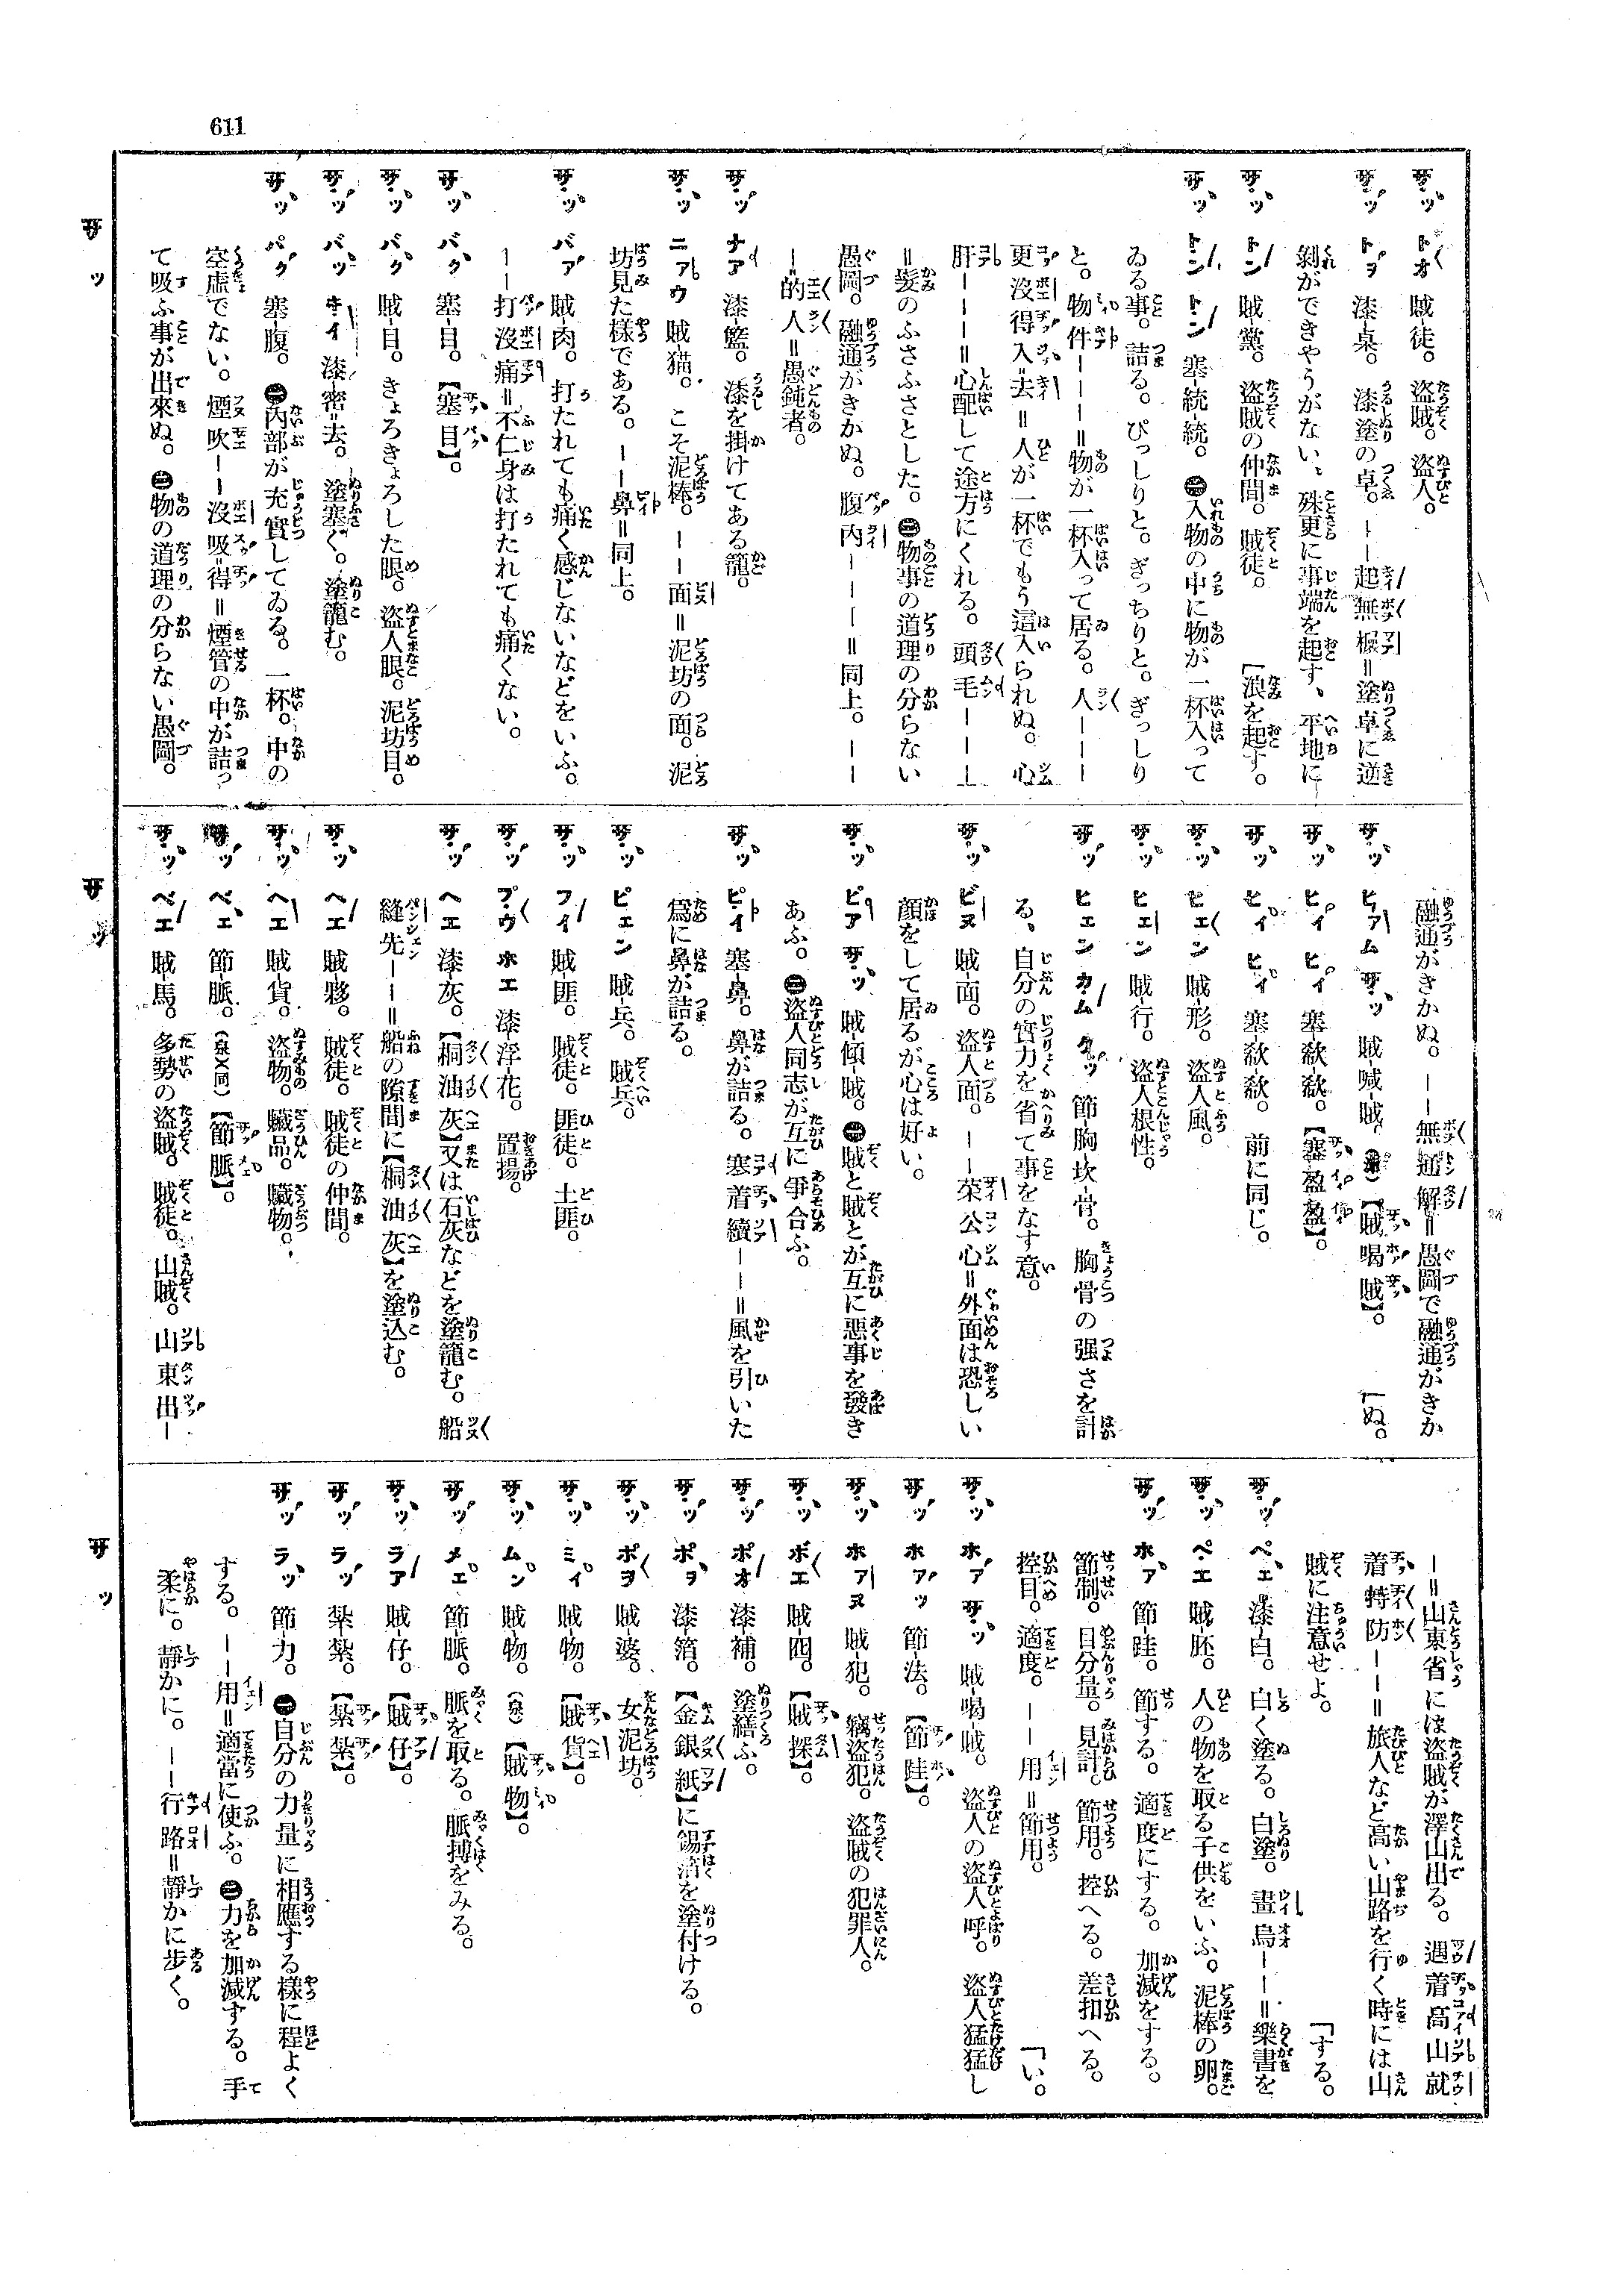 611
サ゚ッ トオ 賊-徒。盜賊。盜人。
サ゚ッ トヲ 漆-桌。漆塗の卓。——起無棍=塗卓に逆
剝ができやうがない、殊更に事端を起す、平地に
サ゚ッ トン 賊-黨。盜賊の仲間。賊徒。 「浪を起す。
サ゚ッ トン トン 塞-統-統。㊀入物の中に物が一杯入って
ゐる事。詰る。ぴっしりと。ぎっちりと。ぎっしり
と。物件———=物が一杯入って居る。人———
更沒得入=去=人が一杯でもう這入られぬ。心
肝———=心配して途方にくれる。頭毛———
=髮のふさふさとした。㊁物事の道理の分らない
愚圖。融通がきかぬ。腹內———=同上。——
—的人=愚鈍者。
サ゚ッ ナア 漆-籃。漆を掛けてある籠。
サ゚ッ ニアウ 賊-猫。こそ泥棒。——面=泥坊の面。泥
坊見た樣である。——鼻=同上。
サ゚ッ バァ 賊-肉。打たれても痛く感じないなどをいふ。
——打沒痛=不仁身は打たれても痛くない。
サ゚ッ バク 塞-目。【塞目】。
サ゚ッ バク 賊-目。きょろきょろした眼。盜人眼。泥坊目。
サ゚ッ バッ キイ 漆-密=去。塗塞ぐ。塗籠む。
サ゚ッ パク 塞-腹。㊀內部が充實してゐる。一杯。中の
空虛でない。煙吹——沒吸=得=煙管の中が詰っ
て吸ふ事が出來ぬ。㊁物の道理の分らない愚圖。
融通がきかぬ。——無通解=愚圖で融通がきか
サ゚ッ ヒアム サ゚ッ 賊-喊-賊、【賊喝賊】。 「ぬ。
サ゚ッ ヒイ ヒイ 塞-欷-欷。【塞盈盈】。
サ゚ッ ヒイ ヒイ 塞-欷-欷。前に同じ。
サ゚ッ ヒエン 賊-形。盜人風。
サ゚ッ ヒエン 賊-行。盜人根性。
サ゚ッ ヒエン カム クッ 節-胸-坎-骨。胸骨の强さを計
る、自分の實力を省て事をなす意。
サ゚ッ ビヌ 賊-面。盜人面。——菜公心=外面は恐しい
顏をして居るが心は好い。
サ゚ッ ピア サ゚ッ 賊-傾-賊。㊀賊と賊とが互に惡事を發き
あふ。㊁盜人同志が互に爭合ふ。
サ゚ッ ピイ 塞-鼻。鼻が詰る。寒着續——=風を引いた
爲に鼻が詰る。
サ゚ッ ピエン 賊-兵。賊兵。
サ゚ッ フイ 賊-匪。賊徒。匪徒。土匪。
サ゚ッ プウ ホエ 漆-浮-花。置揚。
サ゚ッ ヘエ 漆-灰。【桐油灰】又は石灰などを塗籠む。船
縫先——=船の隙間に【桐油灰】を塗込む。
サ゚ッ ヘエ 賊-夥。賊徒。賊徒の仲間。
サ゚ッ ヘエ 賊-貨。盜物。贓品。贓物。
サ゚ッ ベエ 節-脈。(泉)(同)【節脈】。
サ゚ッ ベエ 賊-馬。多勢の盜賊。賊徒。山賊。山東出—
—=山東省には盜賊が澤山出る。遇着高山就
着特防——=旅人など高い山路を行く時には山
賊に注意せよ。 「する。
サ゚ッ ペエ 漆-白。白く塗る。白塗。畫烏——=樂書を
サ゚ッ ペエ 賊-胚。人の物を取る子供をいふ。泥棒の卵。
サ゚ッ ホア 節-跬。節する。適度にする。加減をする。
節制。目分量。見計。節用。控へる。差扣へる。
控目。適度。——用=節用。 「い。
サ゚ッ ホア サ゚ッ 賊-喝-賊。盜人の盜人呼。盜人猛猛し
サ゚ッ ホアッ 節-法。【節跬】。
サ゚ッ ホアヌ 賊-犯。竊盜犯。盜賊の犯罪人。
サ゚ッ ボエ 賊-𥄫。【賊探】。
サ゚ッ ポオ 漆-補。塗繕ふ。
サ゚ッ ポヲ 漆-箔。【金銀紙】に錫箔を塗付ける。
サ゚ッ ポヲ 賊-婆。女泥坊。
サ゚ッ ミイ 賊-物。【賊貨】。
サ゚ッ ムン 賊-物。(泉)【賊物】。
サ゚ッ メエ 節-脈。脈を取る。脈搏をみる。
サ゚ッ ラア 賊-仔。【賊仔】。
サ゚ッ ラッ 紮-紮。【紮紮】。
サ゚ッ ラッ 節-力。㊀自分の力量に相應する樣に程よく
する。——用=適當に使ふ。㊁力を加減する。手
柔に。靜かに。——行路=靜かに步く。
サ ッ
サ ッ
サ ッ